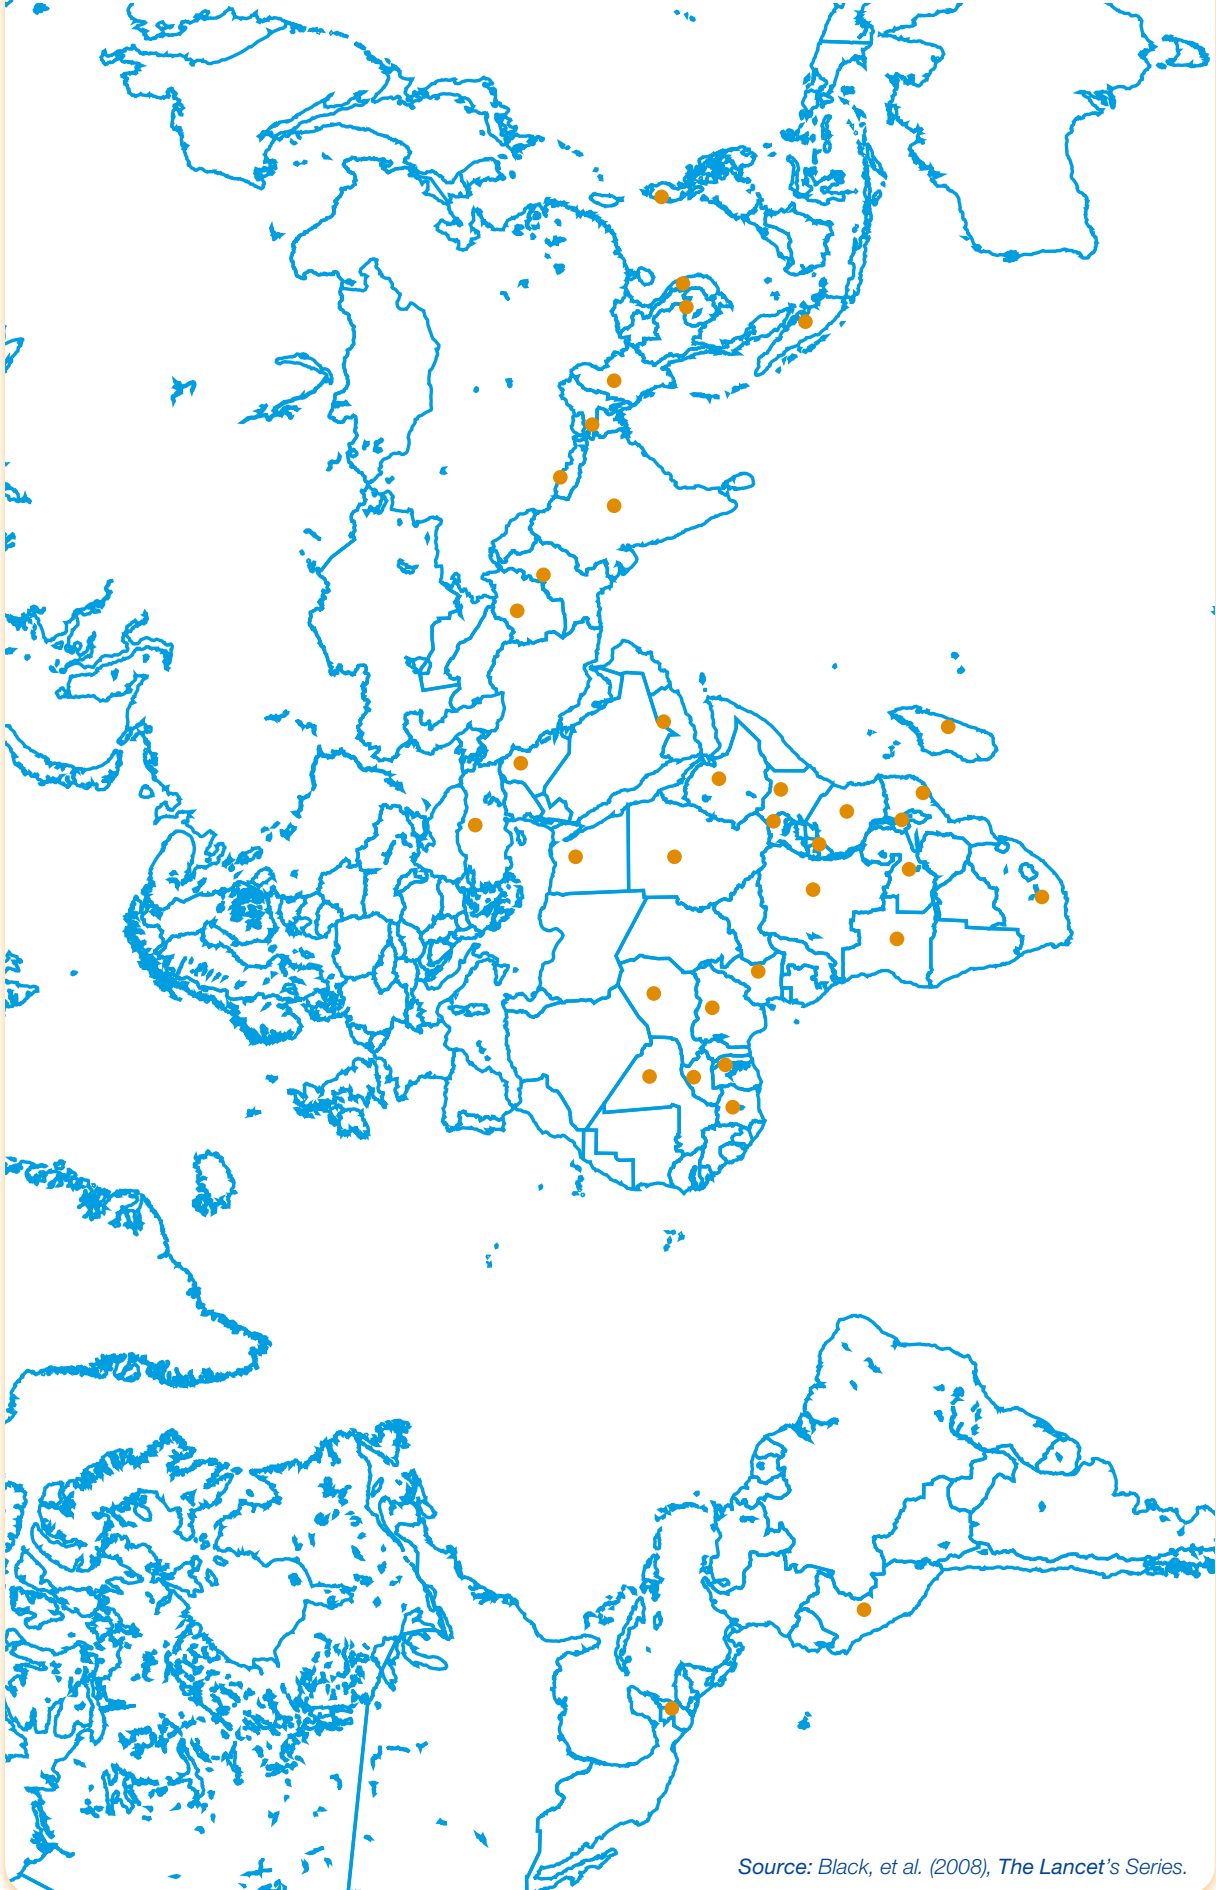 Source: Black, et al. (2008), The Lancet's Series.